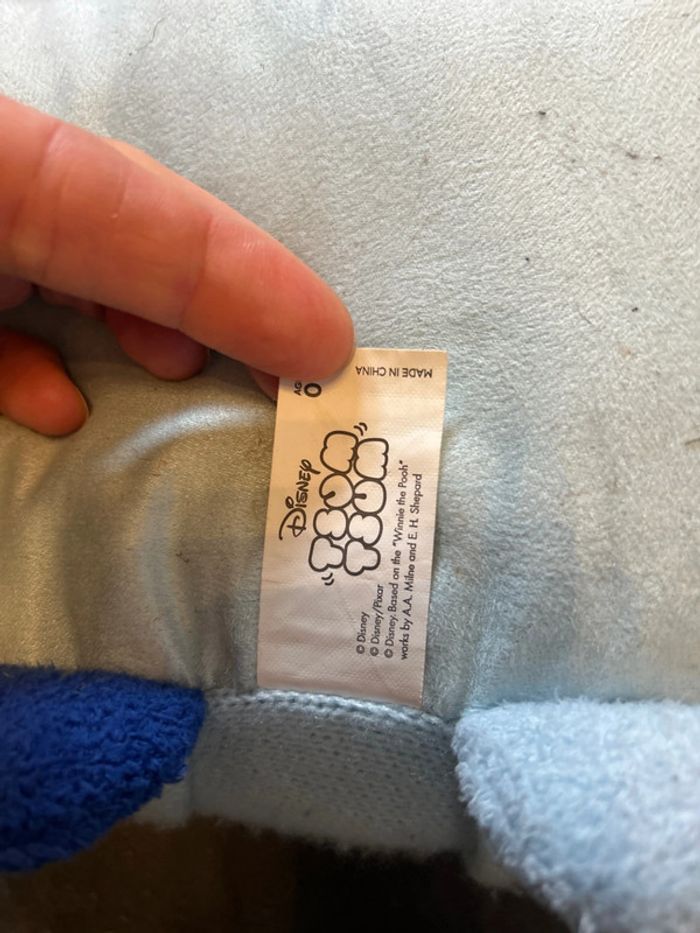 Disney
TSUM
TSUM
© Disney
© Disney/Pixar
© Disney. Based on the "Winnie the Pooh"
works by A.A. Milne and E. H. Shepard
0
MADE IN CHINA